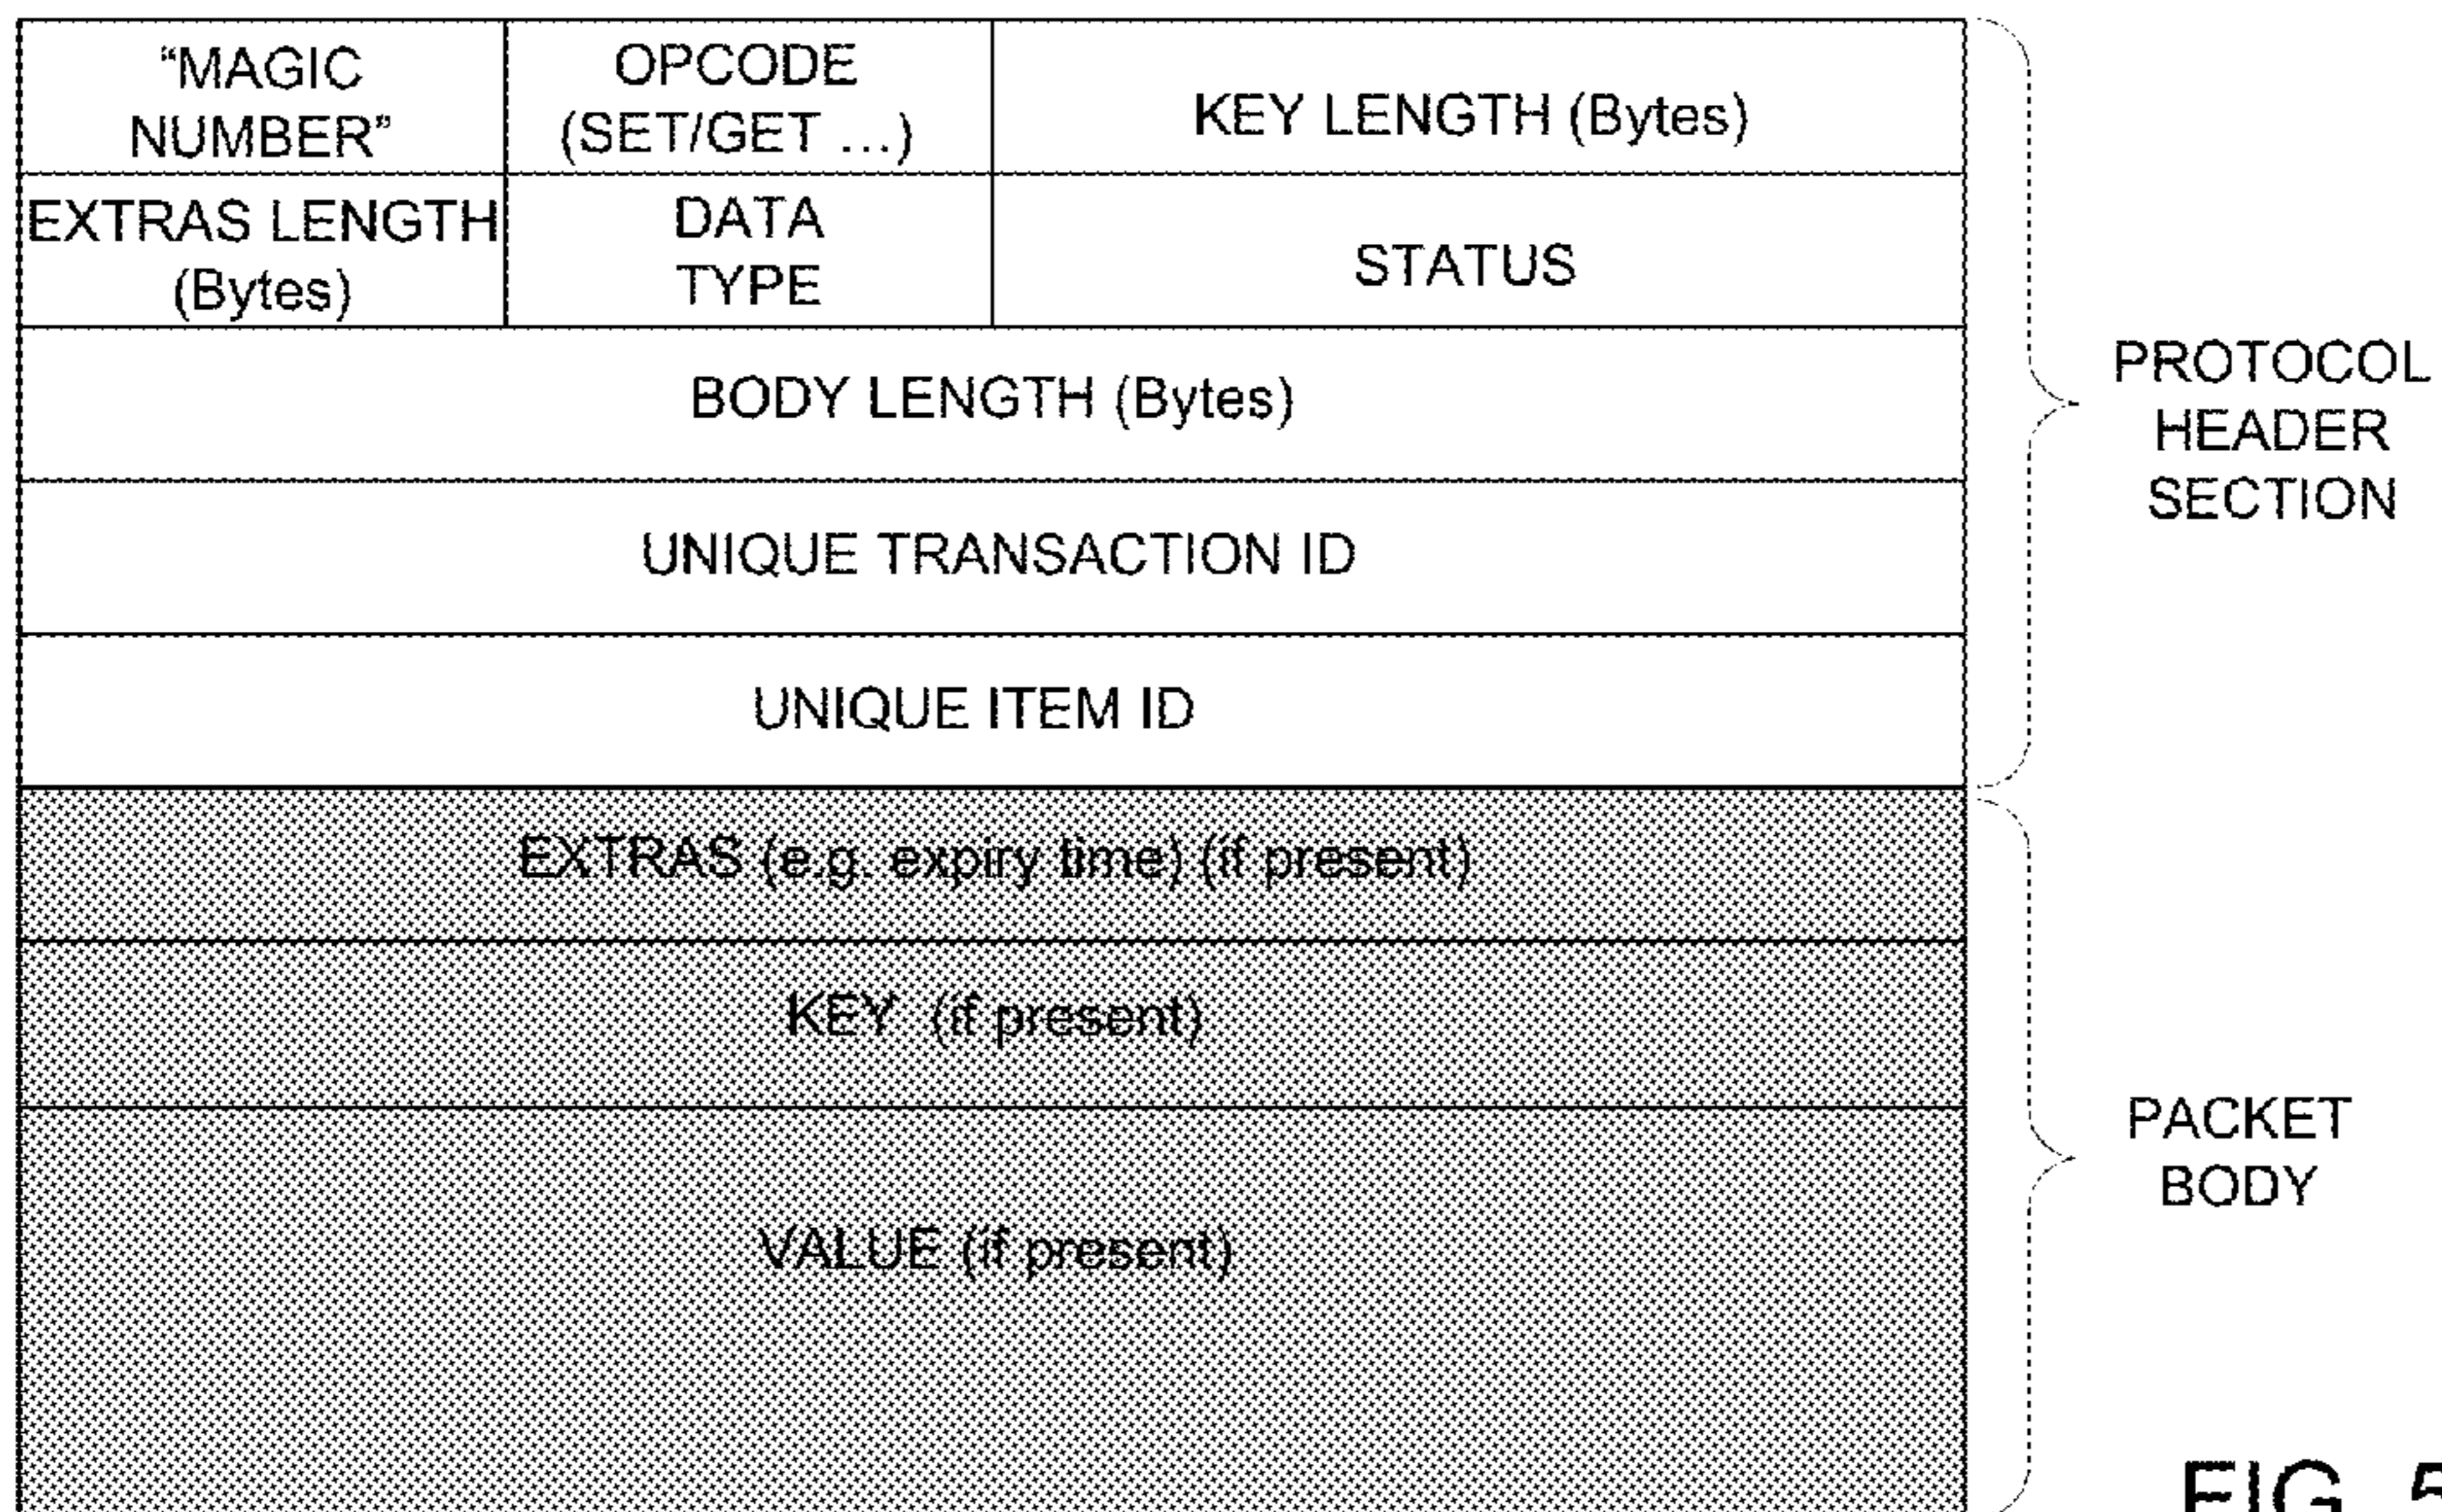 “MAGIC
NUMBER”
OPCODE
(SET/GET ...)
KEY LENGTH (Bytes)
EXTRAS LENGTH
(Bytes)
DATA
TYPE
STATUS
BODY LENGTH (Bytes)
UNIQUE TRANSACTION ID
UNIQUE ITEM ID
PROTOCOL
HEADER
SECTION
EXTRAS (e.g. expiry time) (if present)
KEY (if present)
VALUE (if present)
PACKET
BODY
FIG. 5